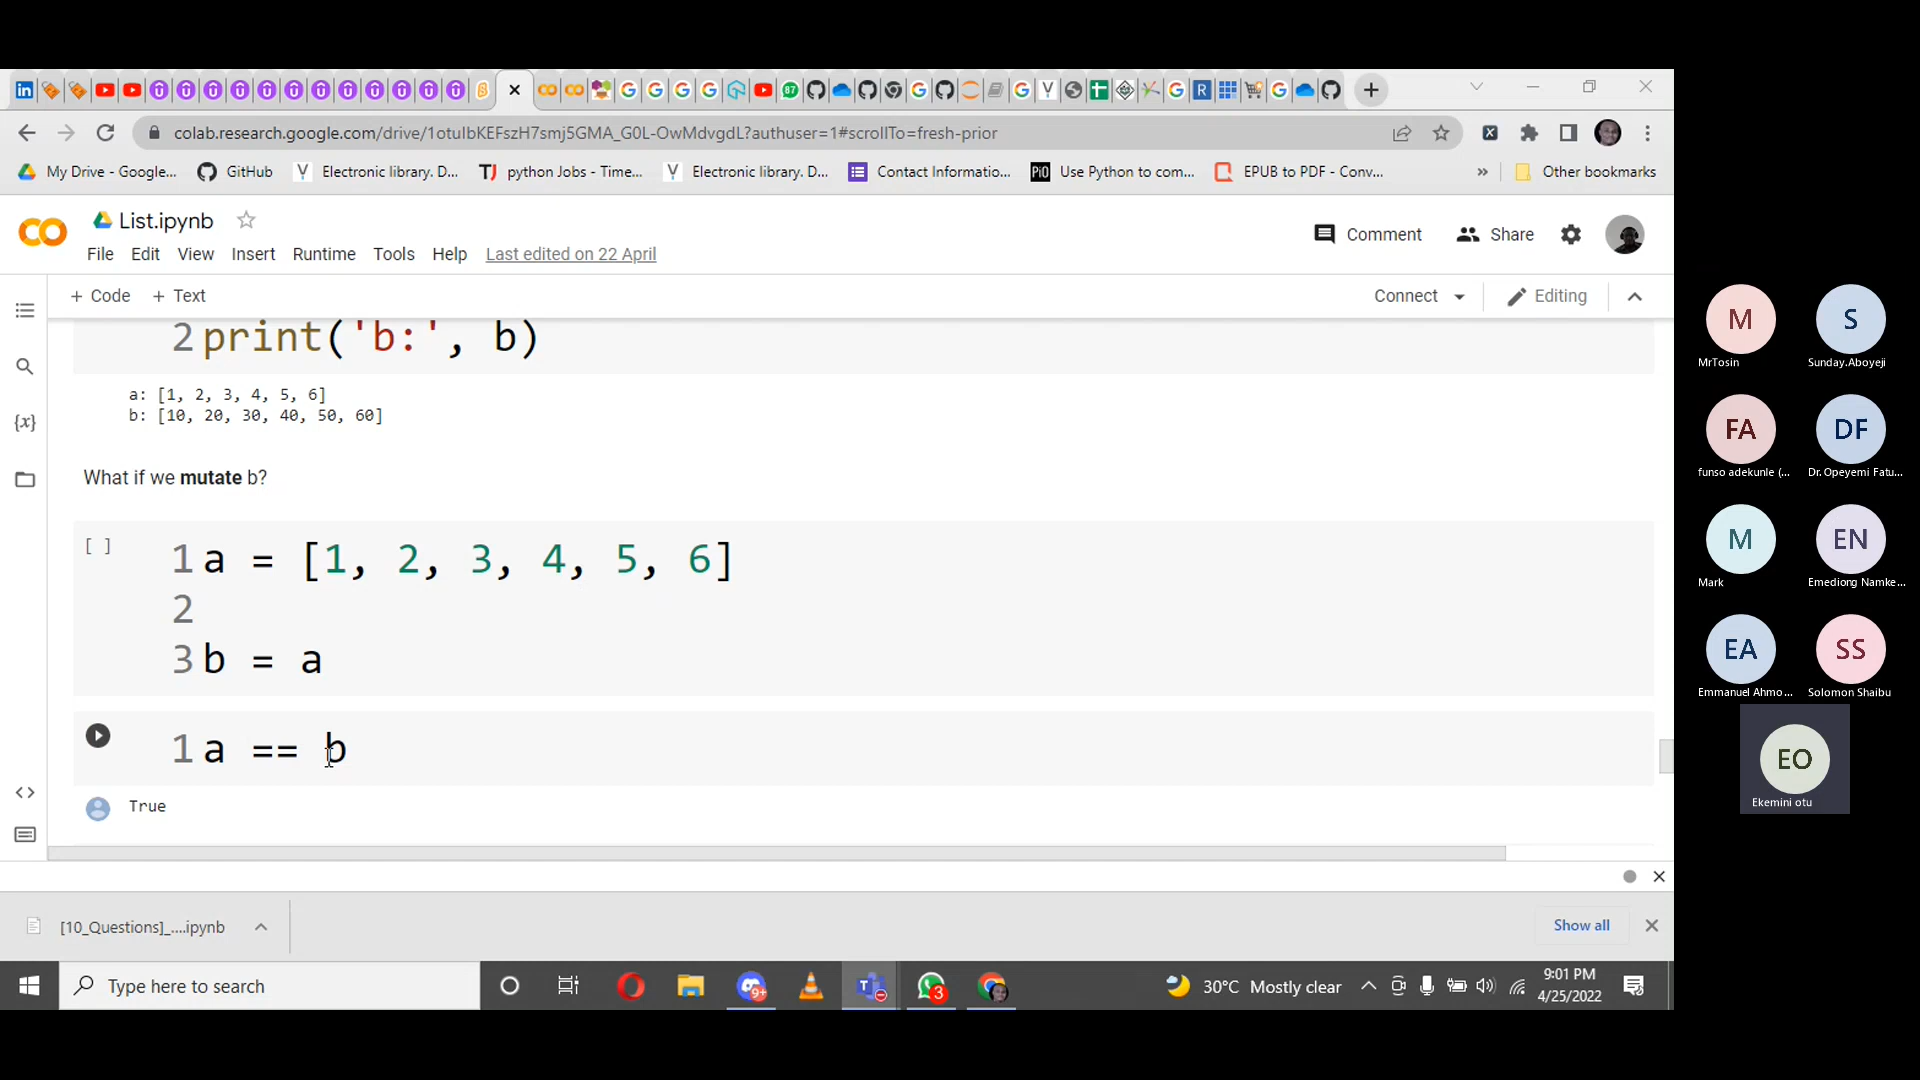 colab.research.google.com/drive/1otuIbKEFszH7smj5GMA_G0L-OwMdvgdL?authuser=1#scrollTo=fresh-prior
My Drive - Google... GitHub Electronic library. D... python Jobs - Time... Electronic library. D... Contact Informatio... Use Python to com... EPUB to PDF - Conv... » Other bookmarks
List.ipynb
Comment Share
File Edit View Insert Runtime Tools Help Last edited on 22 April
+ Code + Text Connect Editing
2 print('b:', b)
a: [1, 2, 3, 4, 5, 6]
b: [10, 20, 30, 40, 50, 60]
What if we mutate b?
[ ] 1 a = [1, 2, 3, 4, 5, 6]
2
3 b = a
1 a == b
True
[10_Questions]_....ipynb Show all
Type here to search
9+
3
30°C Mostly clear
9:01 PM
4/25/2022
M S
MrTosin Sunday.Aboyeji
FA DF
funso adekunle (... Dr. Opeyemi Fatu...
M EN
Mark Emediong Namke...
EA SS
Emmanuel Ahmo... Solomon Shaibu
EO
Ekemini otu